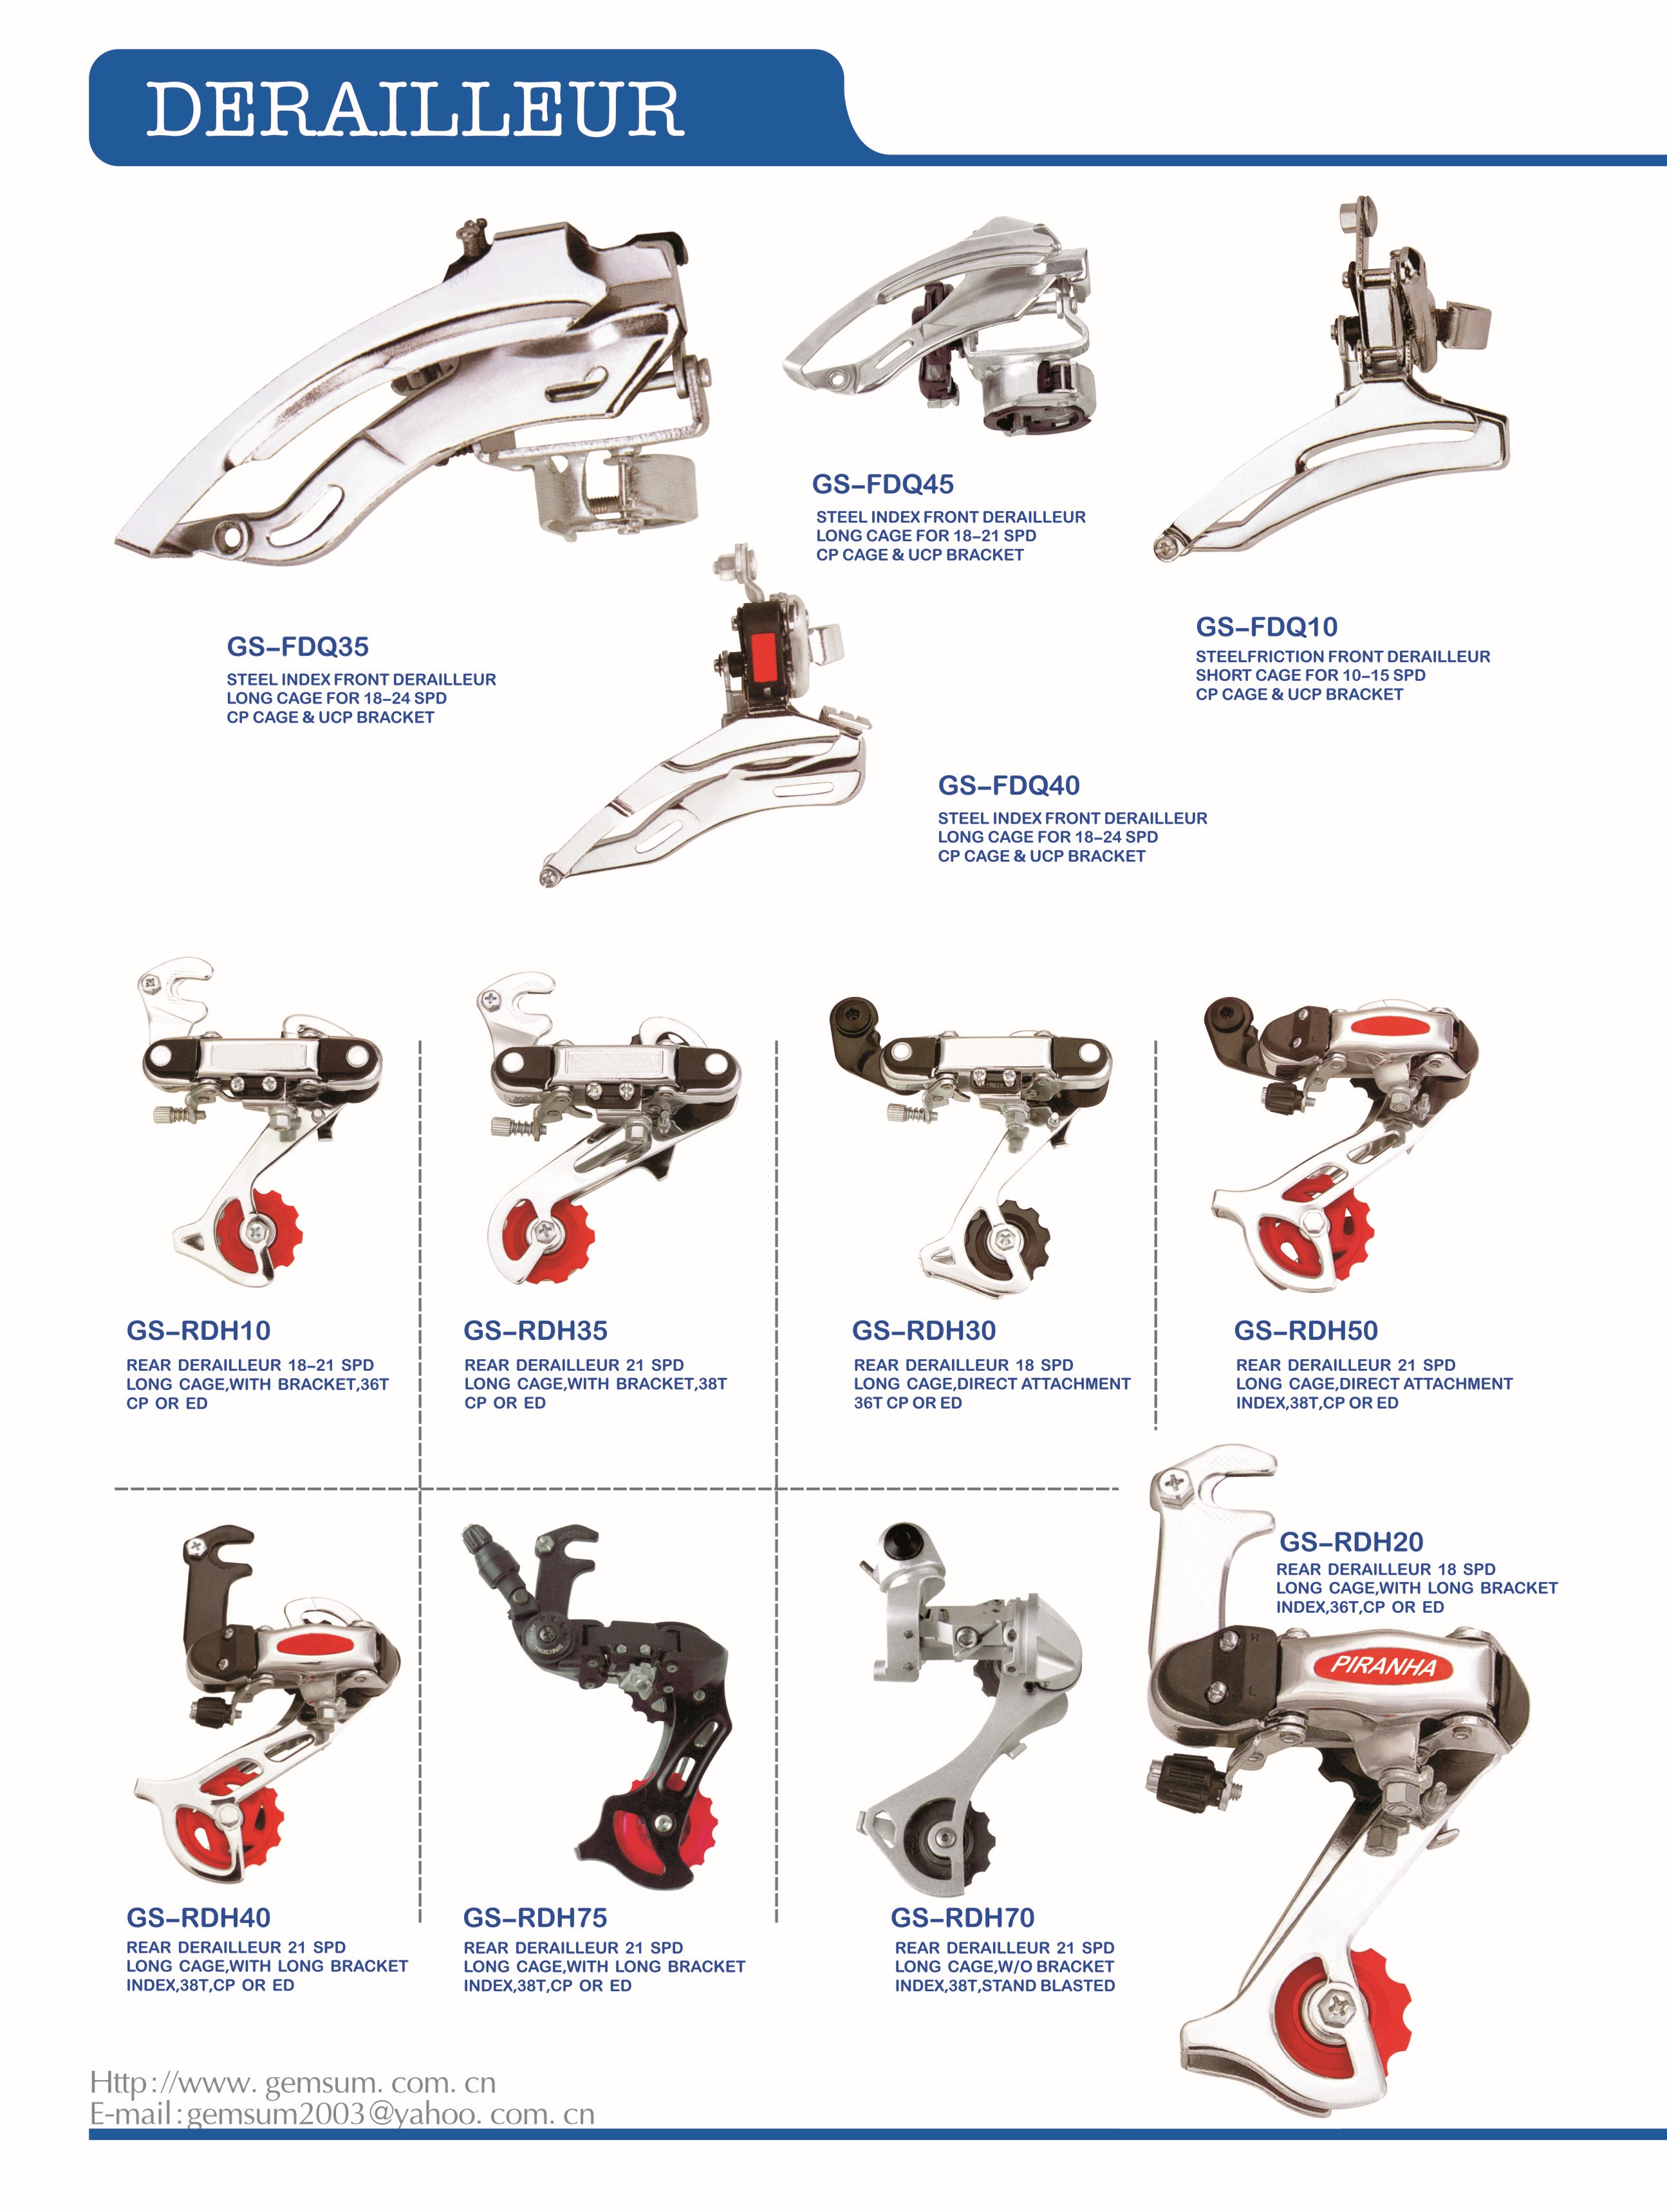 DERAILLEUR
GS–FDQ45
STEEL INDEX FRONT DERAILLEUR
LONG CAGE FOR 18–21 SPD
CP CAGE & UCP BRACKET
GS–FDQ10
STEELFRICTION FRONT DERAILLEUR
SHORT CAGE FOR 10–15 SPD
CP CAGE & UCP BRACKET
GS–FDQ35
STEEL INDEX FRONT DERAILLEUR
LONG CAGE FOR 18–24 SPD
CP CAGE & UCP BRACKET
GS–FDQ40
STEEL INDEX FRONT DERAILLEUR
LONG CAGE FOR 18–24 SPD
CP CAGE & UCP BRACKET
GS–RDH10
REAR DERAILLEUR 18–21 SPD
LONG CAGE,WITH BRACKET,36T
CP OR ED
GS–RDH35
REAR DERAILLEUR 21 SPD
LONG CAGE,WITH BRACKET,38T
CP OR ED
GS–RDH30
REAR DERAILLEUR 18 SPD
LONG CAGE,DIRECT ATTACHMENT
36T CP OR ED
GS–RDH50
REAR DERAILLEUR 21 SPD
LONG CAGE,DIRECT ATTACHMENT
INDEX,38T,CP OR ED
GS–RDH20
REAR DERAILLEUR 18 SPD
LONG CAGE,WITH LONG BRACKET
INDEX,36T,CP OR ED
PIRANHA
GS–RDH40
REAR DERAILLEUR 21 SPD
LONG CAGE,WITH LONG BRACKET
INDEX,38T,CP OR ED
GS–RDH75
REAR DERAILLEUR 21 SPD
LONG CAGE,WITH LONG BRACKET
INDEX,38T,CP OR ED
GS–RDH70
REAR DERAILLEUR 21 SPD
LONG CAGE,W/O BRACKET
INDEX,38T,STAND BLASTED
Http://www. gemsum. com. cn
E-mail:gemsum2003@yahoo. com. cn